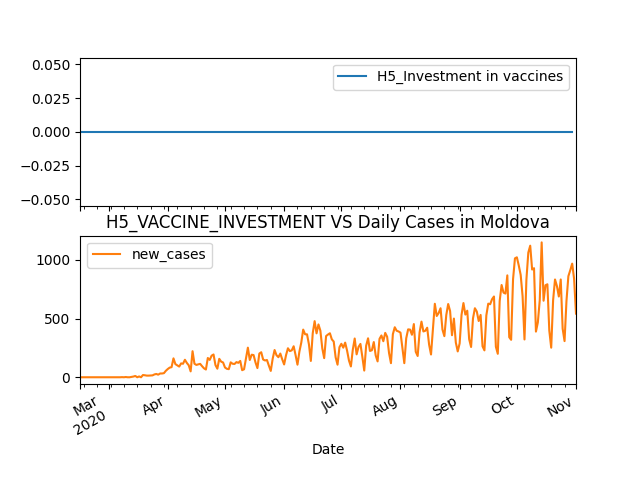 0.050
0.025
0.000
−0.025
−0.050
H5_Investment in vaccines
H5_VACCINE_INVESTMENT VS Daily Cases in Moldova
1000
500
0
new_cases
Mar
2020
Apr
May
Jun
Jul
Aug
Sep
Oct
Nov
Date